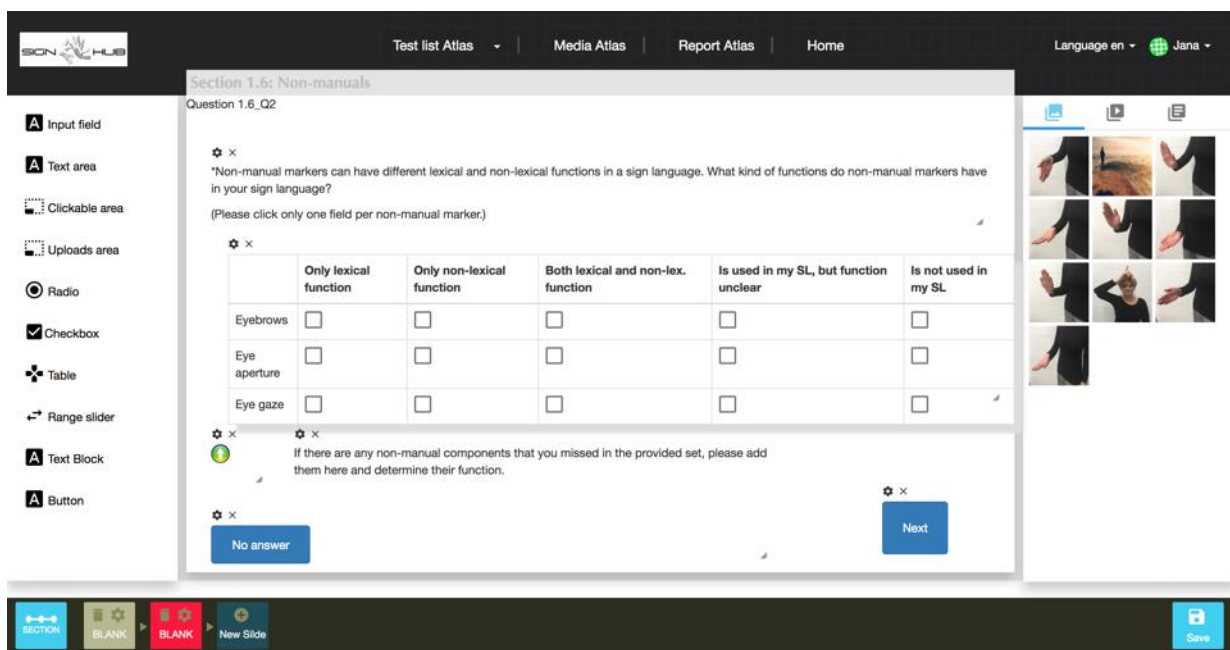 SIGN HUB
Test list Atlas
Media Atlas
Report Atlas
Home
Language en
Jana
Section 1.6: Non-manuals
Question 1.6_Q2
A Input field
A Text area
Clickable area
Uploads area
Radio
Checkbox
Table
Range slider
A Text Block
A Button
*Non-manual markers can have different lexical and non-lexical functions in a sign language. What kind of functions do non-manual markers have
in your sign language?
(Please click only one field per non-manual marker.)
Only lexical
function
Only non-lexical
function
Both lexical and non-lex.
function
Is used in my SL, but function
unclear
Is not used in
my SL
Eyebrows
Eye
aperture
Eye gaze
If there are any non-manual components that you missed in the provided set, please add
them here and determine their function.
No answer
Next
SECTION
BLANK
BLANK
New Silde
Save